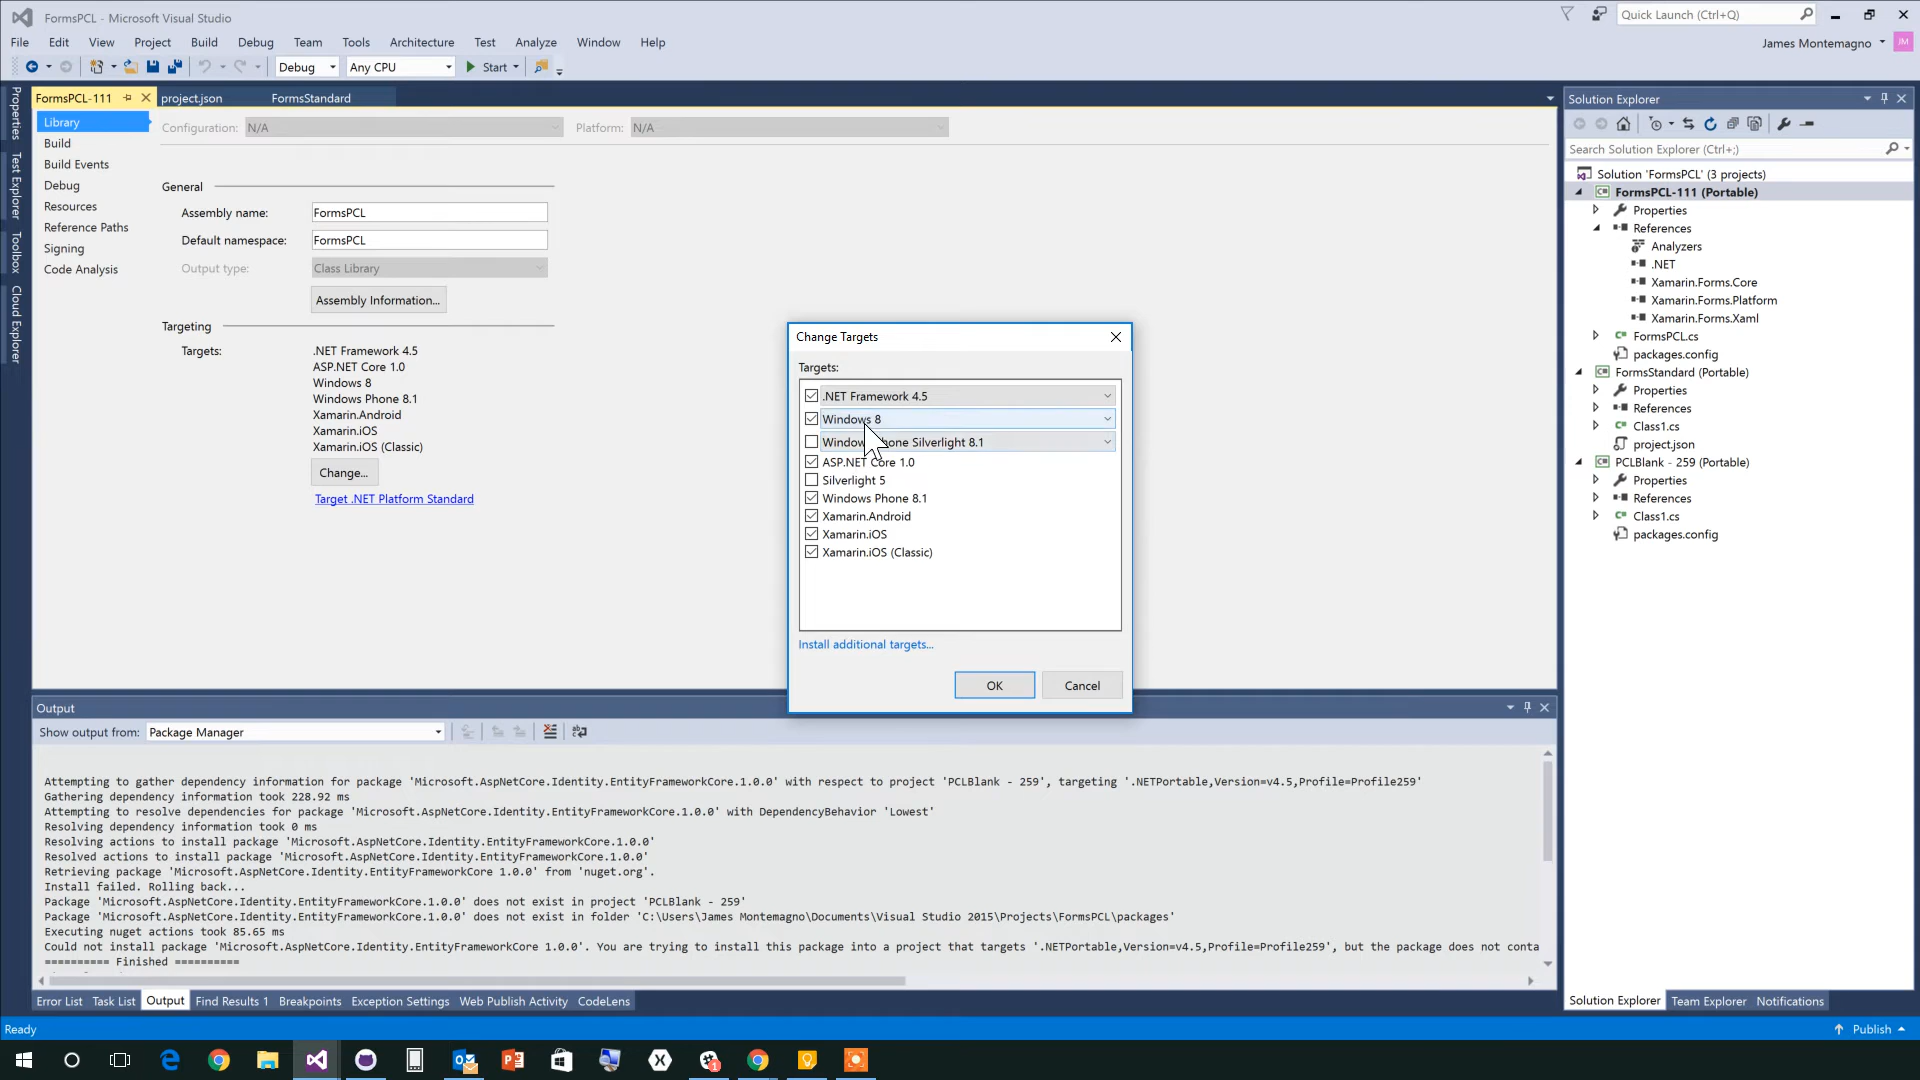 FormsPCL - Microsoft Visual Studio
Quick Launch (Ctrl+Q)
File Edit View Project Build Debug Team Tools Architecture Test Analyze Window Help
James Montemagno
JM
Debug Any CPU Start
Properties
Test Explorer
Toolbox
Cloud Explorer
FormsPCL-111 project.json FormsStandard
Library
Build
Build Events
Debug
Resources
Reference Paths
Signing
Code Analysis
Configuration: N/A Platform: N/A
General
Assembly name: FormsPCL
Default namespace: FormsPCL
Output type: Class Library
Assembly Information...
Targeting
Targets:
.NET Framework 4.5
ASP.NET Core 1.0
Windows 8
Windows Phone 8.1
Xamarin.Android
Xamarin.iOS
Xamarin.iOS (Classic)
Change...
Target .NET Platform Standard
Change Targets
Targets:
.NET Framework 4.5
Windows 8
Silverlight 8.1
ASP.NET Core 1.0
Silverlight 5
Windows Phone 8.1
Xamarin.Android
Xamarin.iOS
Xamarin.iOS (Classic)
Install additional targets...
OK Cancel
Solution Explorer
Search Solution Explorer (Ctrl+;)
Solution 'FormsPCL' (3 projects)
FormsPCL-111 (Portable)
Properties
References
Analyzers
.NET
Xamarin.Forms.Core
Xamarin.Forms.Platform
Xamarin.Forms.Xaml
FormsPCL.cs
packages.config
FormsStandard (Portable)
Properties
References
Class1.cs
project.json
PCLBlank - 259 (Portable)
Properties
References
Class1.cs
packages.config
Output
Show output from: Package Manager
Attempting to gather dependency information for package 'Microsoft.AspNetCore.Identity.EntityFrameworkCore.1.0.0' with respect to project 'PCLBlank - 259', targeting '.NETPortable,Version=v4.5,Profile=Profile259'
Gathering dependency information took 228.92 ms
Attempting to resolve dependencies for package 'Microsoft.AspNetCore.Identity.EntityFrameworkCore.1.0.0' with DependencyBehavior 'Lowest'
Resolving dependency information took 0 ms
Resolving actions to install package 'Microsoft.AspNetCore.Identity.EntityFrameworkCore.1.0.0'
Resolved actions to install package 'Microsoft.AspNetCore.Identity.EntityFrameworkCore.1.0.0'
Retrieving package 'Microsoft.AspNetCore.Identity.EntityFrameworkCore 1.0.0' from 'nuget.org'.
Install failed. Rolling back...
Package 'Microsoft.AspNetCore.Identity.EntityFrameworkCore.1.0.0' does not exist in project 'PCLBlank - 259'
Package 'Microsoft.AspNetCore.Identity.EntityFrameworkCore.1.0.0' does not exist in folder 'C:\Users\James Montemagno\Documents\Visual Studio 2015\Projects\FormsPCL\packages'
Executing nuget actions took 85.65 ms
Could not install package 'Microsoft.AspNetCore.Identity.EntityFrameworkCore 1.0.0'. You are trying to install this package into a project that targets '.NETPortable,Version=v4.5,Profile=Profile259', but the package does not conta
========== Finished ==========
Error List Task List Output Find Results 1 Breakpoints Exception Settings Web Publish Activity CodeLens
Solution Explorer Team Explorer Notifications
Ready
Publish